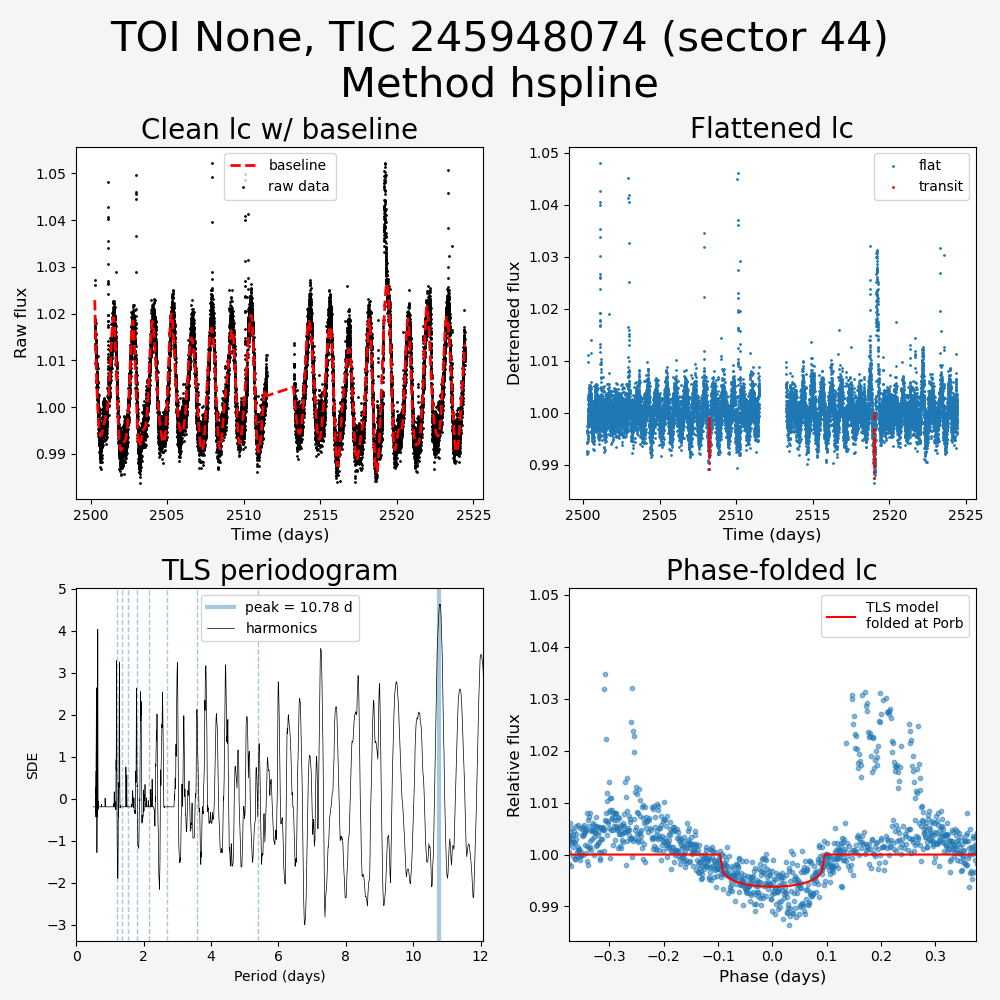 TOI None, TIC 245948074 (sector 44)
Method hspline
Clean lc w/ baseline
baseline
raw data
1.05
1.04
1.03
1.02
1.01
1.00
0.99
Raw flux
2500
2505
2510
2515
2520
2525
Time (days)
Flattened lc
flat
transit
1.05
1.04
1.03
1.02
1.01
1.00
0.99
Detrended flux
2500
2505
2510
2515
2520
2525
Time (days)
TLS periodogram
peak = 10.78 d
harmonics
5
4
3
2
1
0
−1
−2
−3
SDE
0
2
4
6
8
10
12
Period (days)
Phase-folded lc
TLS model
folded at Porb
1.05
1.04
1.03
1.02
1.01
1.00
0.99
Relative flux
−0.3
−0.2
−0.1
0.0
0.1
0.2
0.3
Phase (days)